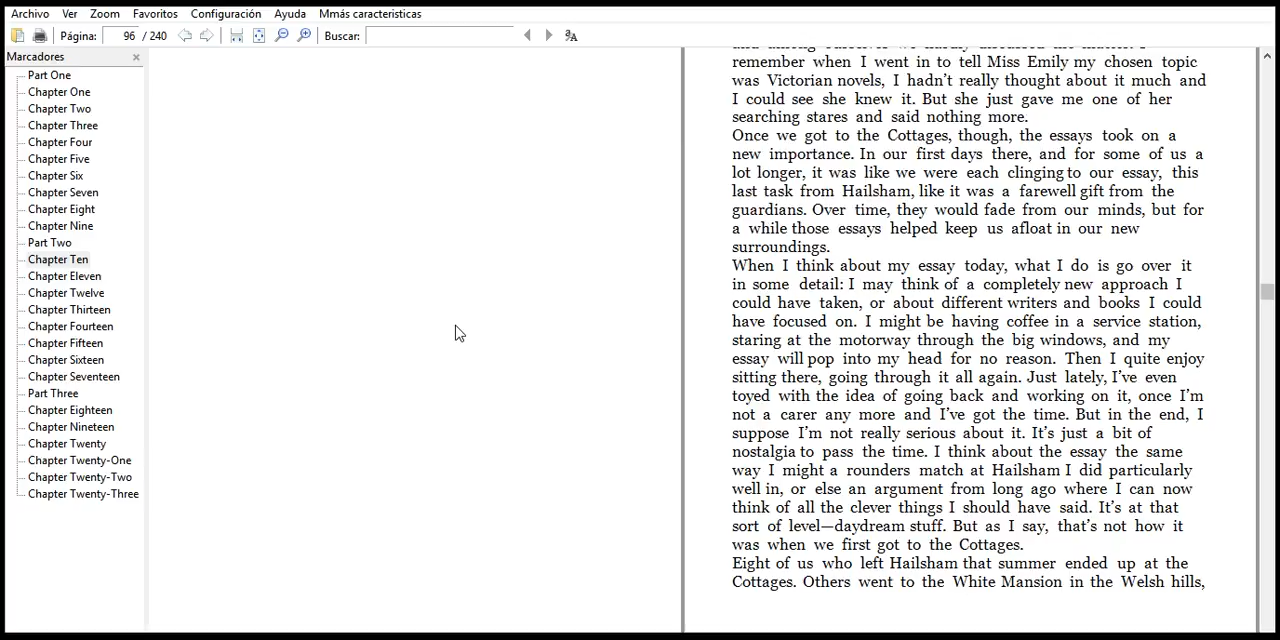 Archivo Ver Zoom Favoritos Configuración Ayuda Mmás caracteristicas
Página: 96 / 240 Buscar:
Marcadores
Part One
Chapter One
Chapter Two
Chapter Three
Chapter Four
Chapter Five
Chapter Six
Chapter Seven
Chapter Eight
Chapter Nine
Part Two
Chapter Ten
Chapter Eleven
Chapter Twelve
Chapter Thirteen
Chapter Fourteen
Chapter Fifteen
Chapter Sixteen
Chapter Seventeen
Part Three
Chapter Eighteen
Chapter Nineteen
Chapter Twenty
Chapter Twenty-One
Chapter Twenty-Two
Chapter Twenty-Three
remember when I went in to tell Miss Emily my chosen topic
was Victorian novels, I hadn't really thought about it much and
I could see she knew it. But she just gave me one of her
searching stares and said nothing more.
Once we got to the Cottages, though, the essays took on a
new importance. In our first days there, and for some of us a
lot longer, it was like we were each clinging to our essay, this
last task from Hailsham, like it was a farewell gift from the
guardians. Over time, they would fade from our minds, but for
a while those essays helped keep us afloat in our new
surroundings.
When I think about my essay today, what I do is go over it
in some detail: I may think of a completely new approach I
could have taken, or about different writers and books I could
have focused on. I might be having coffee in a service station,
staring at the motorway through the big windows, and my
essay will pop into my head for no reason. Then I quite enjoy
sitting there, going through it all again. Just lately, I've even
toyed with the idea of going back and working on it, once I'm
not a carer any more and I've got the time. But in the end, I
suppose I'm not really serious about it. It's just a bit of
nostalgia to pass the time. I think about the essay the same
way I might a rounders match at Hailsham I did particularly
well in, or else an argument from long ago where I can now
think of all the clever things I should have said. It's at that
sort of level—daydream stuff. But as I say, that's not how it
was when we first got to the Cottages.
Eight of us who left Hailsham that summer ended up at the
Cottages. Others went to the White Mansion in the Welsh hills,